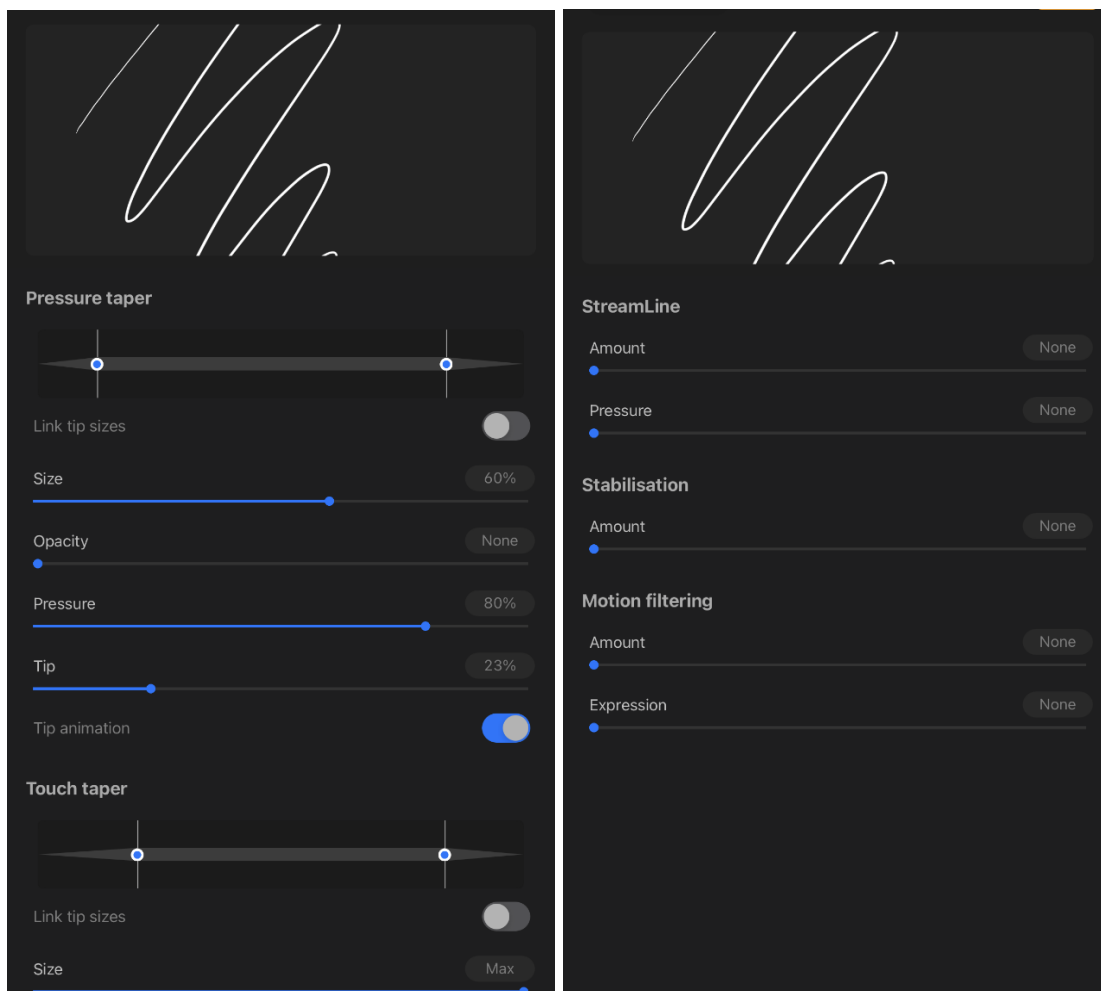 Pressure taper
Link tip sizes
Size 60%
Opacity None
Pressure 80%
Tip 23%
Tip animation
Touch taper
Link tip sizes
Size Max
StreamLine
Amount None
Pressure None
Stabilisation
Amount None
Motion filtering
Amount None
Expression None